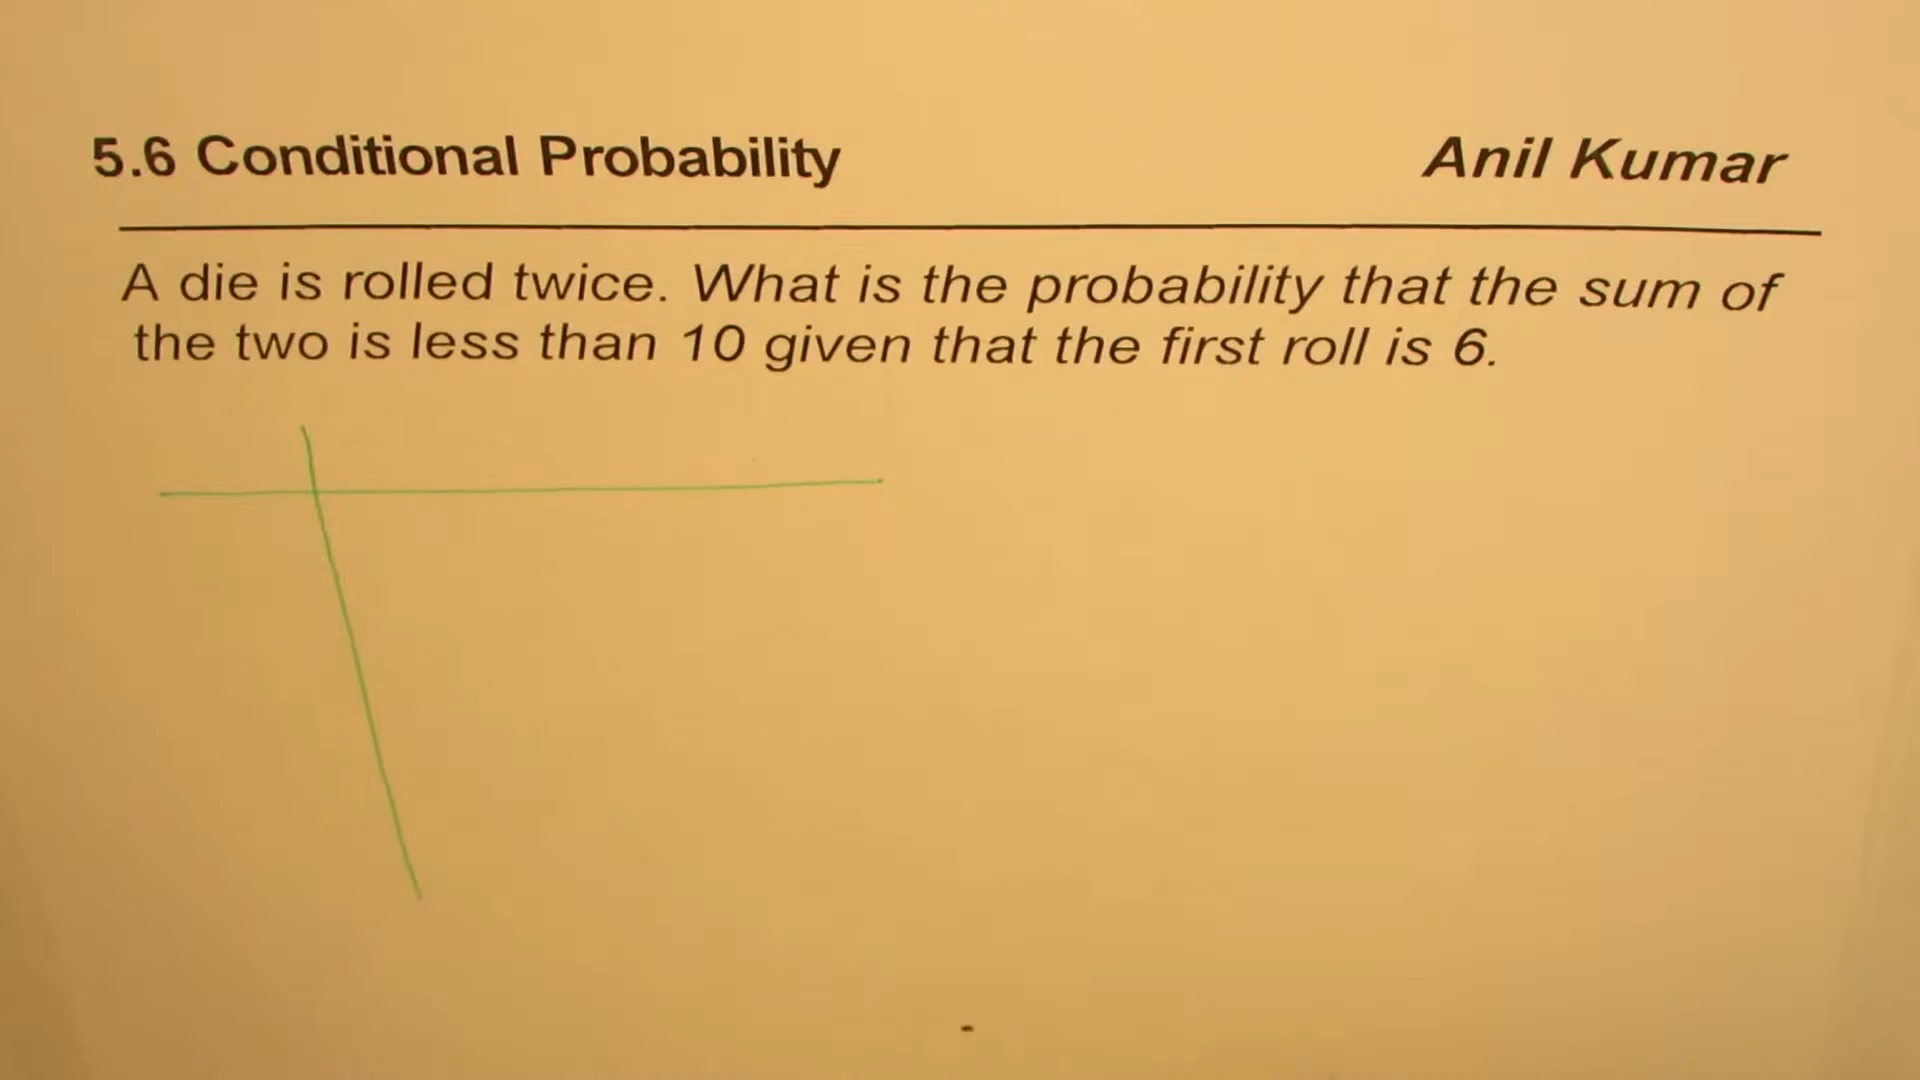 5.6 Conditional Probability Anil Kumar
A die is rolled twice. What is the probability that the sum of
the two is less than 10 given that the first roll is 6.